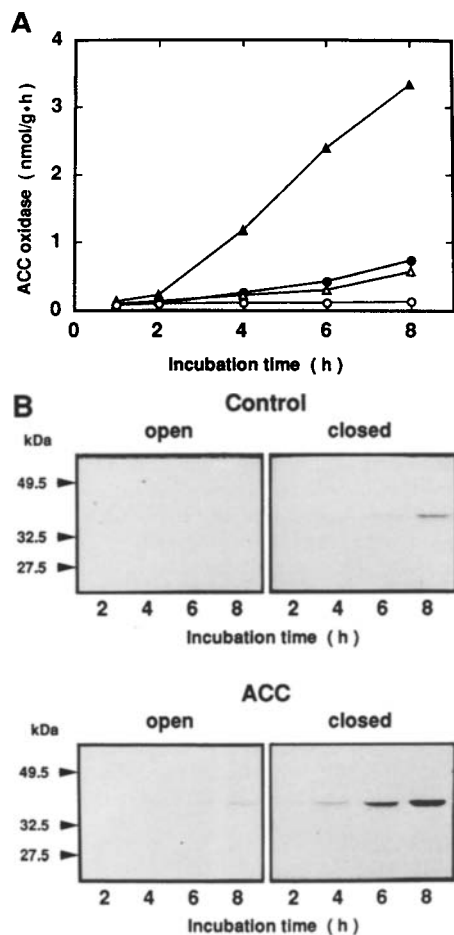 A
ACC oxidase ( nmol/g•h )
4
3
2
1
0
0 2 4 6 8
Incubation time ( h )
B
Control
kDa open closed
49.5
32.5
27.5
2 4 6 8 2 4 6 8
Incubation time ( h )
ACC
kDa open closed
49.5
32.5
27.5
2 4 6 8 2 4 6 8
Incubation time ( h )